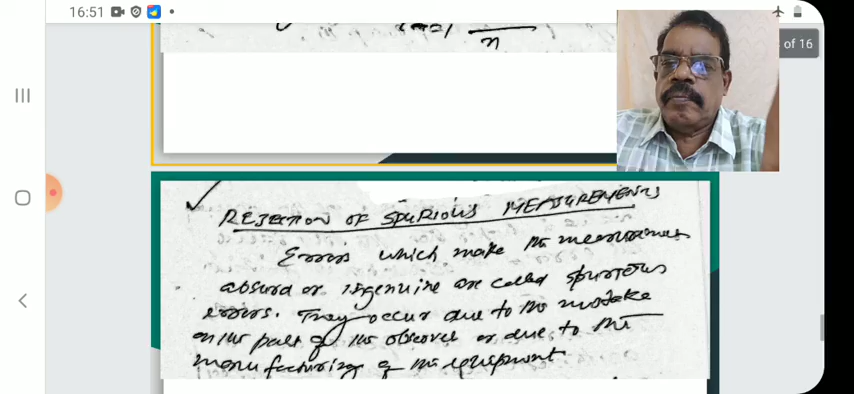 16:51
of 16
n
REJECTION OF SPURIOUS MEASUREMENTS
Errors which make the measurements
absurd or ingenuine are called spurious
errors. They occur due to the mistake
on the part of the observer or due to the
manufacturing of the equipment